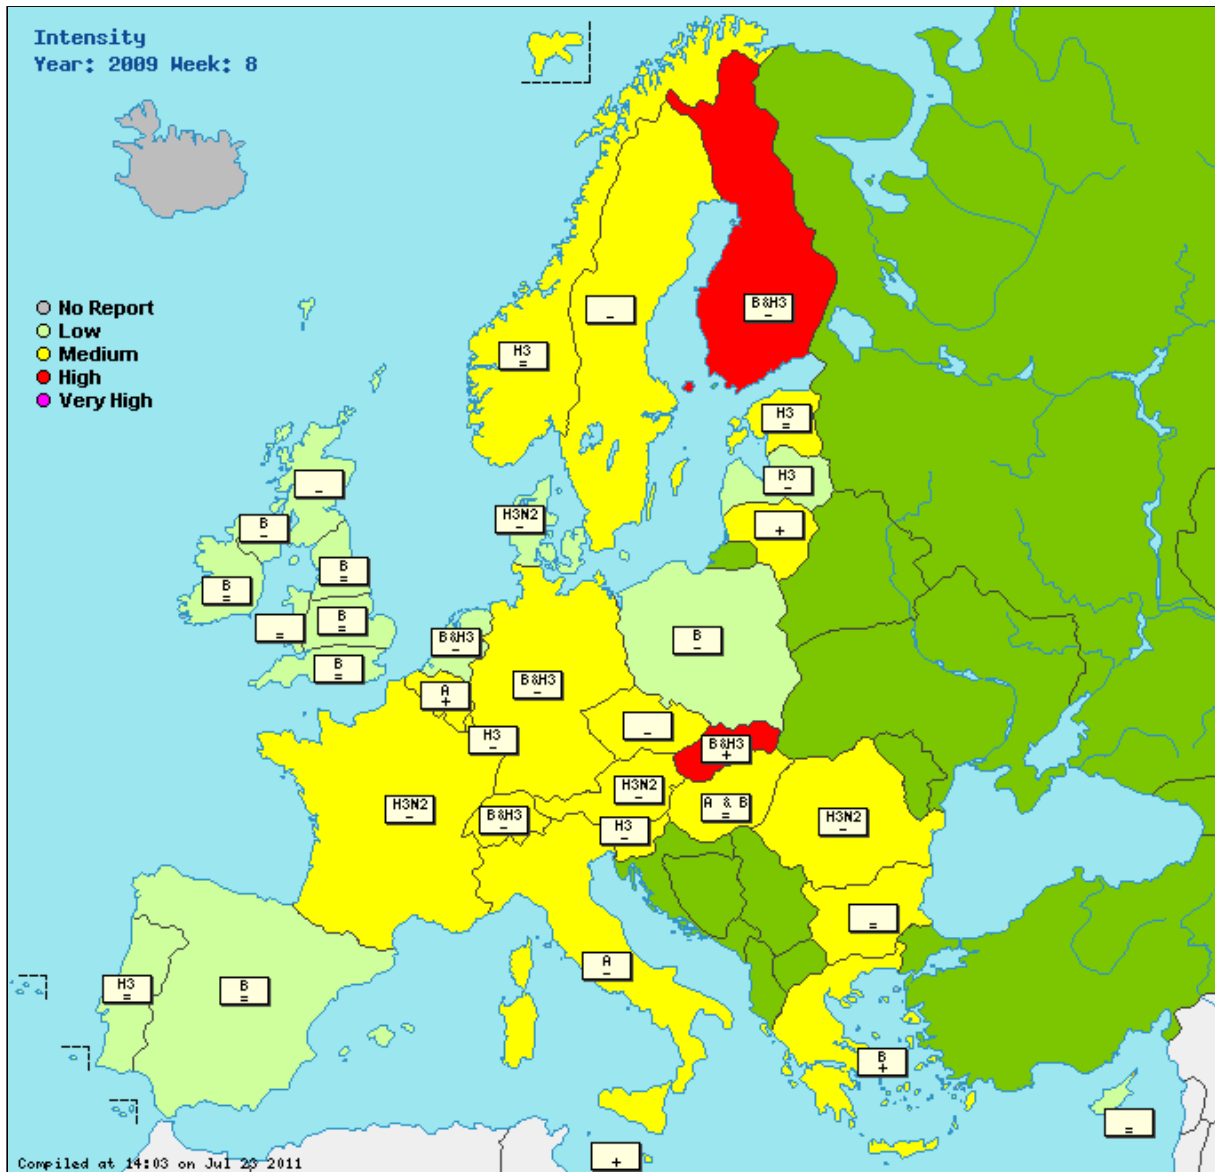 Intensity
Year: 2009 Week: 8
No Report
Low
Medium
High
Very High
B&H3
-
-
H3
=
H3
=
H3
-
-
H3N2
-
+
B
-
B
=
B
=
B
=
=
B
-
B&H3
-
B
=
B&H3
-
A
+
-
H3
-
B&H3
+
H3N2
-
H3N2
-
B&H3
-
A & B
=
H3N2
-
H3
-
=
A
-
H3
=
B
=
B
+
=
+
Compiled at 14:03 on Jul 23 2011